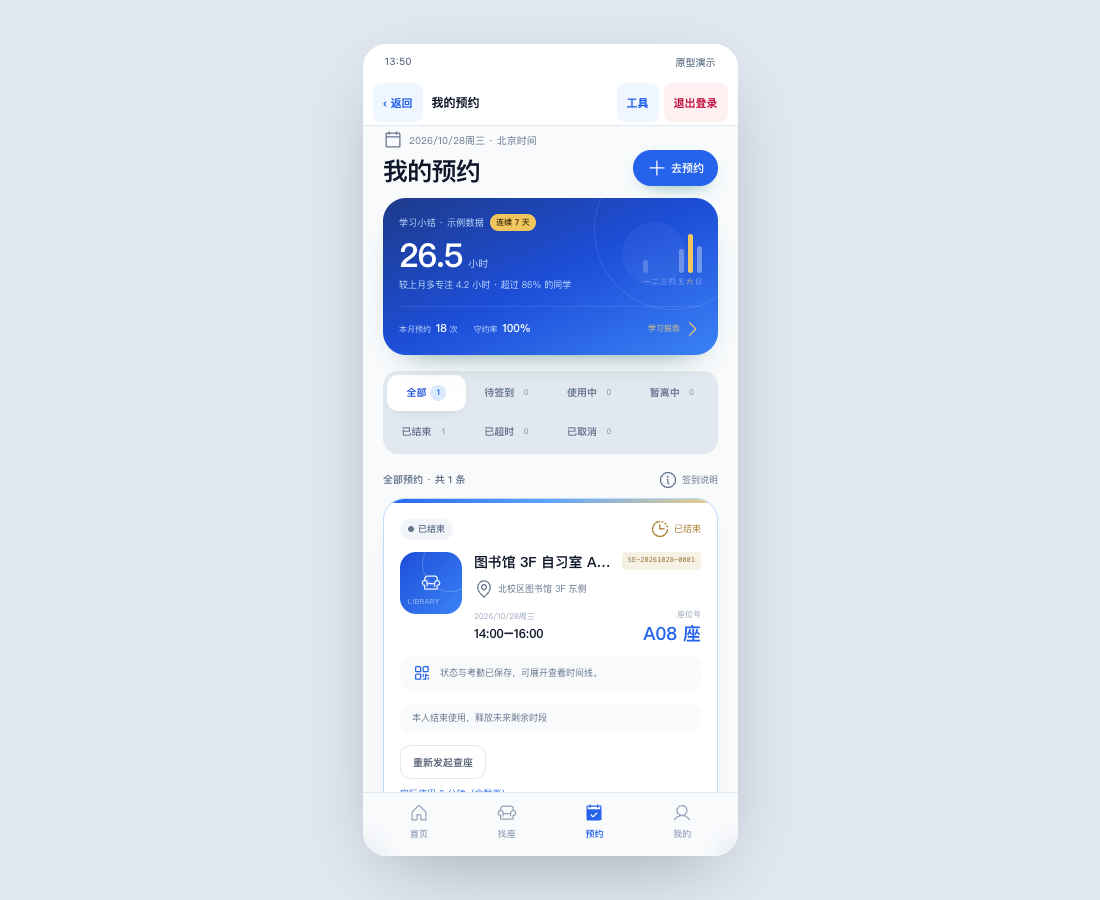 13:50
原型演示
‹ 返回
我的预约
工具
退出登录
2026/10/28周三 · 北京时间
我的预约
去预约
学习小结 · 示例数据
连续 7 天
26.5 小时
较上月多专注 4.2 小时 · 超过 86% 的同学
一二三四五六日
本月预约 18 次
守约率 100%
学习报告
全部 1
待签到 0
使用中 0
暂离中 0
已结束 1
已超时 0
已取消 0
全部预约 · 共 1 条
签到说明
已结束
已结束
图书馆 3F 自习室 A...
SE-20261028-0001
北校区图书馆 3F 东侧
LIBRARY
2026/10/28周三
14:00—16:00
座位号
A08 座
状态与考勤已保存，可展开查看时间线。
本人结束使用，释放未来剩余时段
重新发起查座
首页
找座
预约
我的